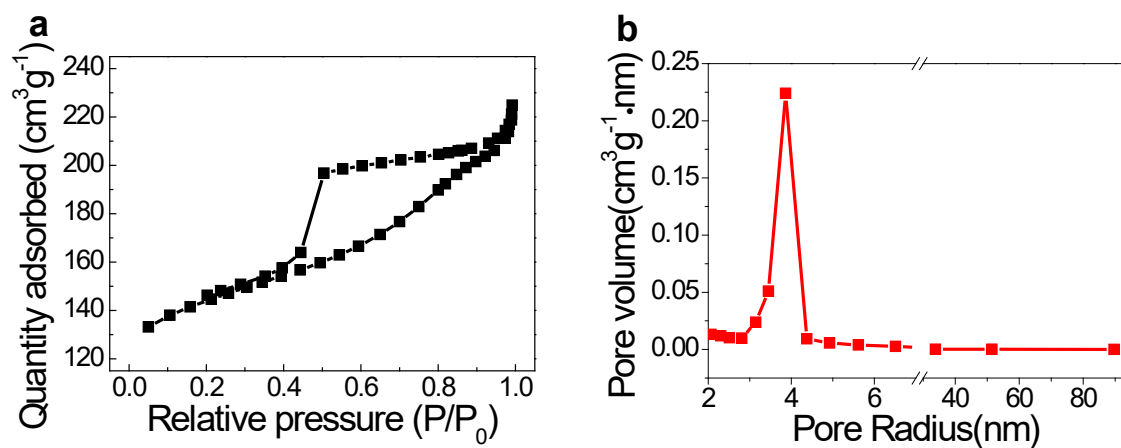 a
Quantity adsorbed (cm³g⁻¹)
240
220
200
180
160
140
120
0.0 0.2 0.4 0.6 0.8 1.0
Relative pressure (P/P₀)
b
Pore volume(cm³g⁻¹·nm)
0.25
0.20
0.15
0.10
0.05
0.00
2 4 6 40 60 80
Pore Radius(nm)